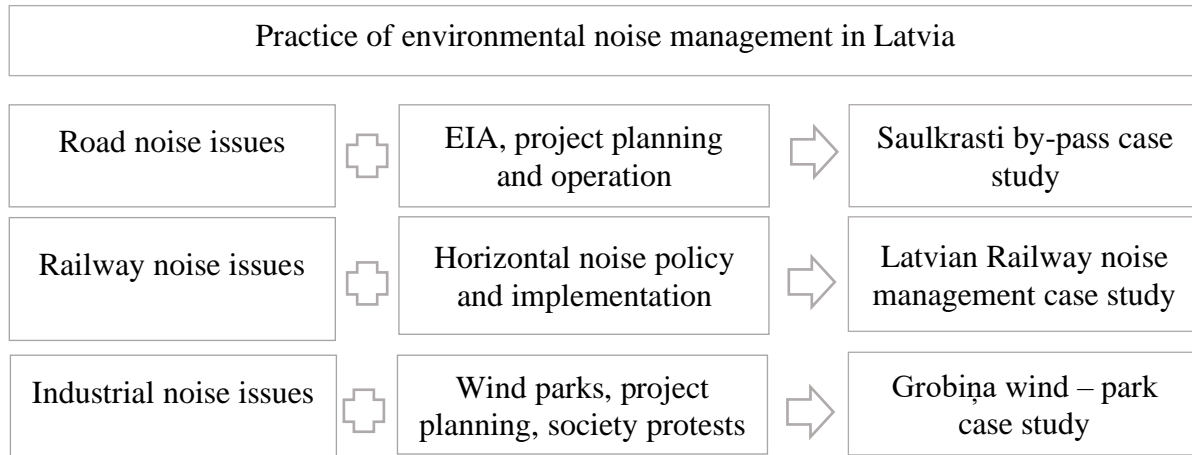 Practice of environmental noise management in Latvia
Road noise issues
EIA, project planning
and operation
Saulkrasti by-pass case
study
Railway noise issues
Horizontal noise policy
and implementation
Latvian Railway noise
management case study
Industrial noise issues
Wind parks, project
planning, society protests
Grobiņa wind – park
case study